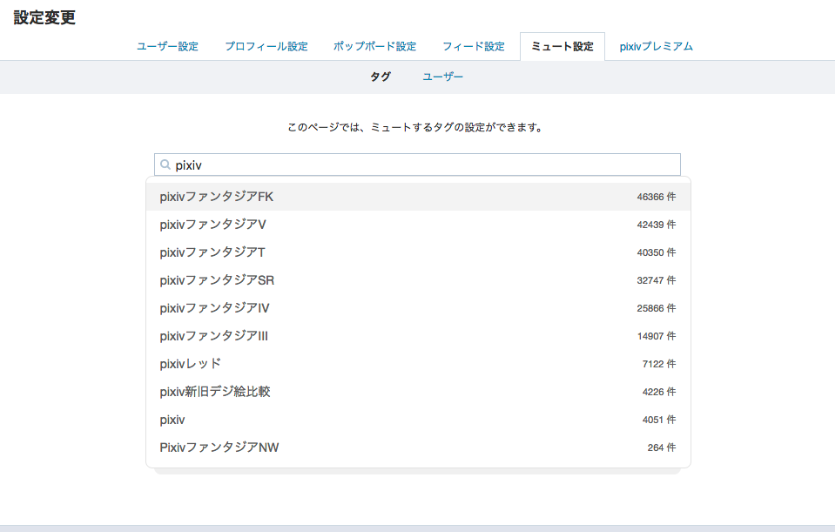 設定変更
ユーザー設定 プロフィール設定 ポップボード設定 フィード設定 ミュート設定 pixivプレミアム
タグ ユーザー
このページでは、ミュートするタグの設定ができます。
pixiv
pixivファンタジアFK 46366 件
pixivファンタジアV 42439 件
pixivファンタジアT 40350 件
pixivファンタジアSR 32747 件
pixivファンタジアIV 25866 件
pixivファンタジアIII 14907 件
pixivレッド 7122 件
pixiv新旧デジ絵比較 4226 件
pixiv 4051 件
PixivファンタジアNW 264 件